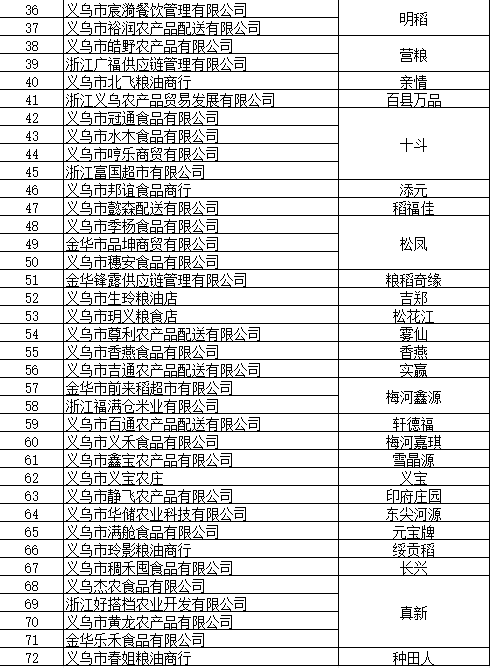 36 义乌市宸漪餐饮管理有限公司 明稻
37 义乌市裕润农产品配送有限公司
38 义乌市皓野农产品有限公司 营粮
39 浙江广福供应链管理有限公司
40 义乌市北飞粮油商行 亲情
41 浙江义乌农产品贸易发展有限公司 百县万品
42 义乌市冠通食品有限公司 十斗
43 义乌市水木食品有限公司
44 义乌市哼乐商贸有限公司
45 浙江富国超市有限公司
46 义乌市邦谊食品商行 添元
47 义乌市懿森配送有限公司 稻福佳
48 义乌市季杨食品有限公司 松凤
49 金华市品坤商贸有限公司
50 义乌市穗安食品有限公司
51 金华锋露供应链管理有限公司 粮稻奇缘
52 义乌市生玲粮油店 吉郑
53 义乌市玥义粮食店 松花江
54 义乌市尊利农产品配送有限公司 雾仙
55 义乌市香燕食品有限公司 香燕
56 义乌市吉通农产品配送有限公司 实赢
57 金华市前来稻超市有限公司 梅河鑫源
58 浙江福满仓米业有限公司
59 义乌市百通农产品配送有限公司 轩德福
60 义乌市义禾食品有限公司 梅河嘉琪
61 义乌市鑫宝农产品有限公司 雪晶源
62 义乌市义宝农庄 义宝
63 义乌市静飞农产品有限公司 印府庄园
64 义乌市华储农业科技有限公司 东尖河源
65 义乌市满舱食品有限公司 元宝牌
66 义乌市玲影粮油商行 绥贡稻
67 义乌市稠禾囤食品有限公司 长兴
68 义乌杰农食品有限公司 真新
69 浙江好搭档农业开发有限公司
70 义乌市黄龙农产品有限公司
71 金华乐禾食品有限公司
72 义乌市春姐粮油商行 种田人